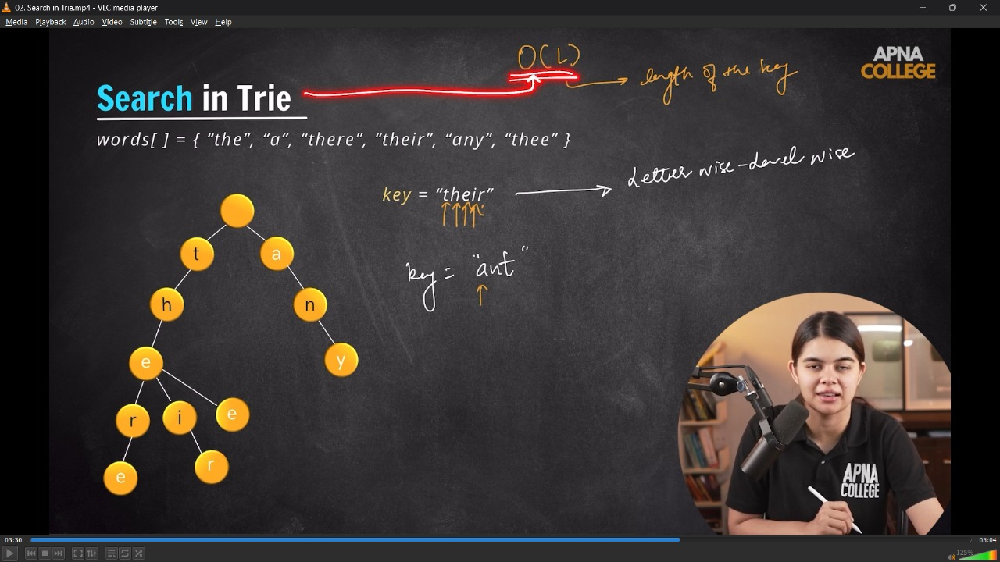 02. Search in Trie.mp4 - VLC media player
Media Playback Audio Video Subtitle Tools View Help
O(L)
length of the key
APNA
COLLEGE
Search in Trie
words[ ] = { “the”, “a”, “there”, “their”, “any”, “thee” }
key = “their”
Letter wise - Level wise
key = "ant"
t a
h n
e y
r i e
e r
APNA
COLLEGE
03:30 05:04
125%